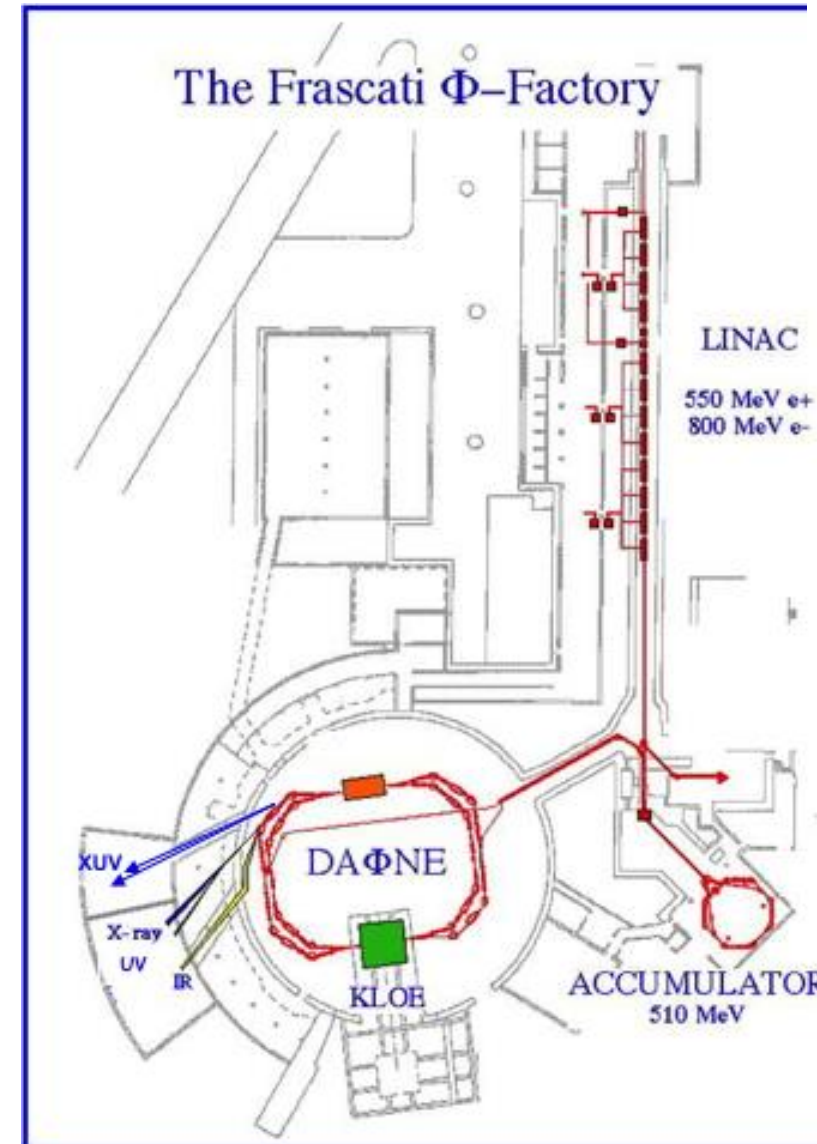 The Frascati Φ-Factory
LINAC
550 MeV e+
800 MeV e-
XUV
DAΦNE
X-ray
UV
IR
KLOE
ACCUMULATOR
510 MeV